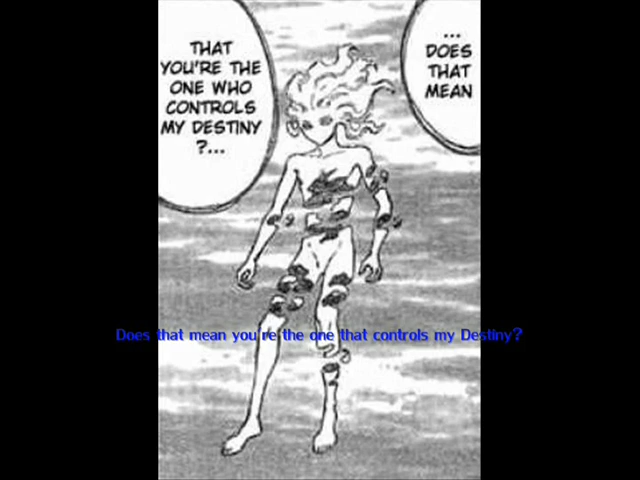 ...
DOES
THAT
MEAN
THAT
YOU'RE THE
ONE WHO
CONTROLS
MY DESTINY
?...
Does that mean you're the one that controls my Destiny?